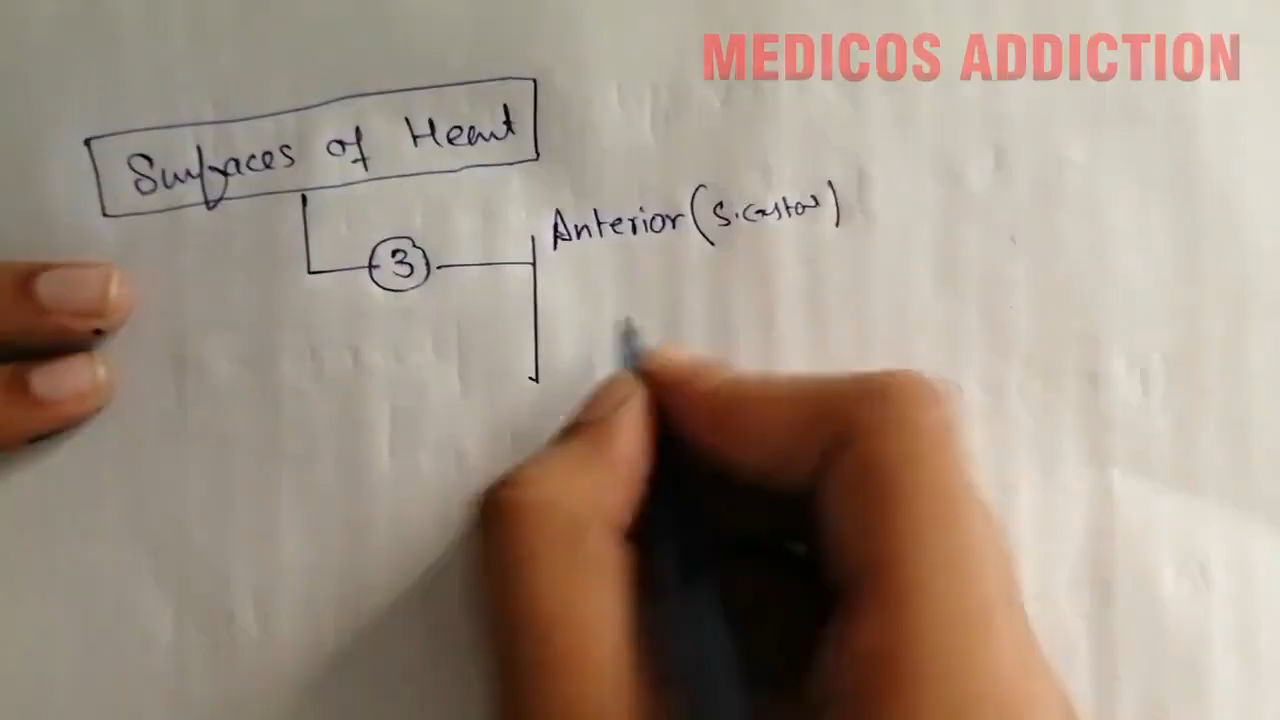 MEDICOS ADDICTION
Surfaces of Heart
Anterior (S. Costal)
3